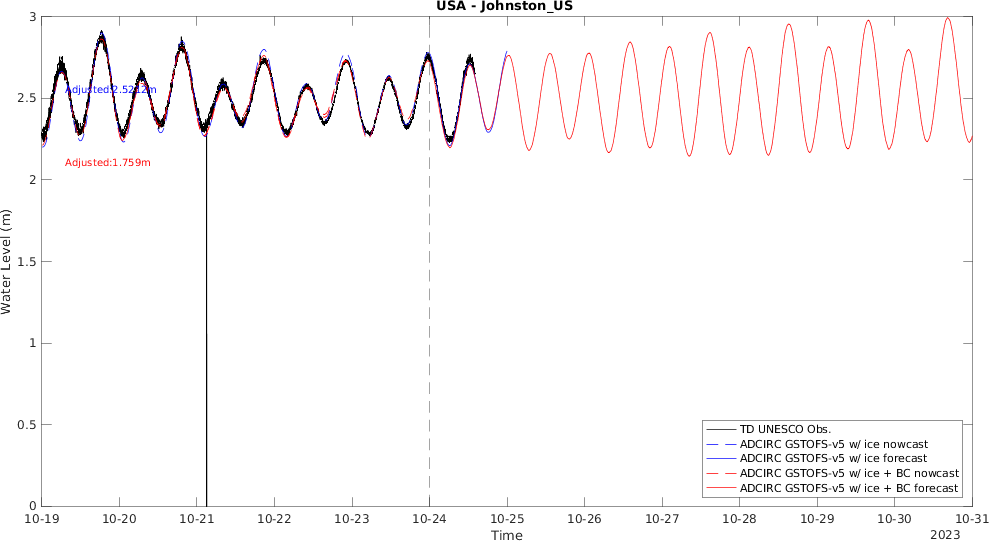 USA - Johnston_US
3
2.5
2
1.5
1
0.5
0
Water Level (m)
Adjusted:2.5212m
Adjusted:1.759m
TD UNESCO Obs.
ADCIRC GSTOFS-v5 w/ ice nowcast
ADCIRC GSTOFS-v5 w/ ice forecast
ADCIRC GSTOFS-v5 w/ ice + BC nowcast
ADCIRC GSTOFS-v5 w/ ice + BC forecast
10-19 10-20 10-21 10-22 10-23 10-24 10-25 10-26 10-27 10-28 10-29 10-30 10-31
Time
2023